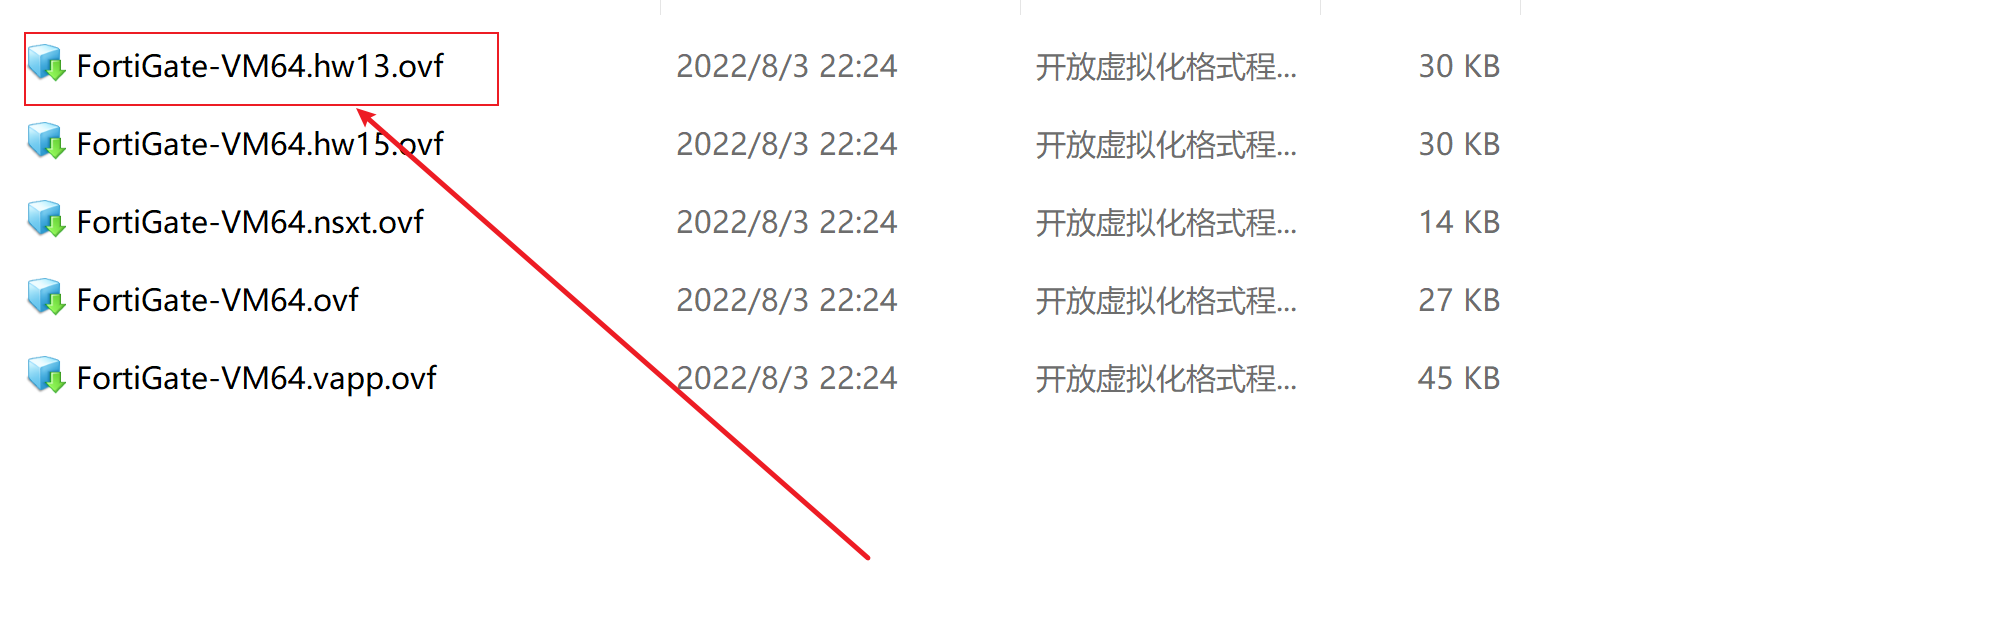 FortiGate-VM64.hw13.ovf 2022/8/3 22:24 开放虚拟化格式程... 30 KB
FortiGate-VM64.hw15.ovf 2022/8/3 22:24 开放虚拟化格式程... 30 KB
FortiGate-VM64.nsxt.ovf 2022/8/3 22:24 开放虚拟化格式程... 14 KB
FortiGate-VM64.ovf 2022/8/3 22:24 开放虚拟化格式程... 27 KB
FortiGate-VM64.vapp.ovf 2022/8/3 22:24 开放虚拟化格式程... 45 KB